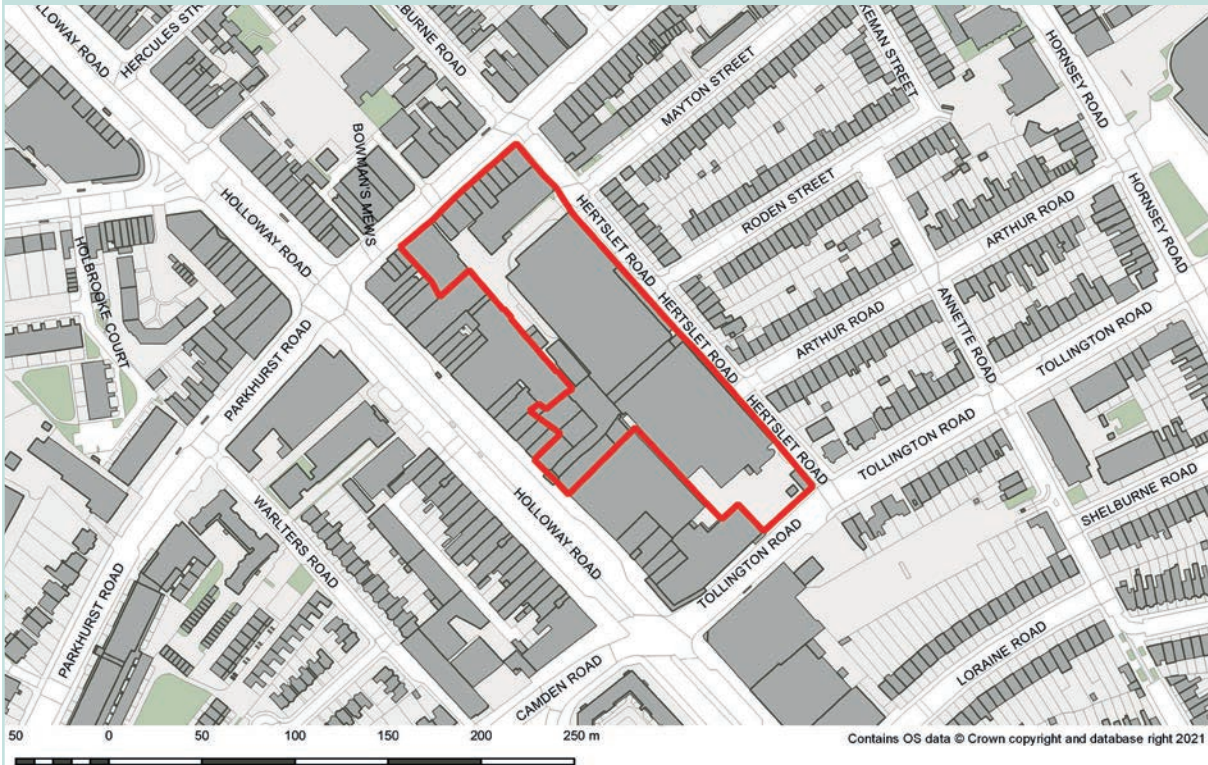 LLOWAY ROAD
HERCULES STR
BURNE ROAD
MAYTON STREET
KEMAN STREET
HORNSEY ROAD
BOWMAN'S MEWS
HOLLOWAY ROAD
HERTSLET ROAD
RODEN STREET
ARTHUR ROAD
HORNSEY ROAD
HOLBROOKE COURT
HERTSLET ROAD
ANNETTE ROAD
TOLLINGTON ROAD
PARKHURST ROAD
ARTHUR ROAD
HERTSLET ROAD
TOLLINGTON ROAD
SHELBURNE ROAD
WARLTERS ROAD
HOLLOWAY ROAD
TOLLINGTON ROAD
PARKHURST ROAD
LORAINE ROAD
CAMDEN ROAD
50 0 50 100 150 200 250 m
Contains OS data © Crown copyright and database right 2021